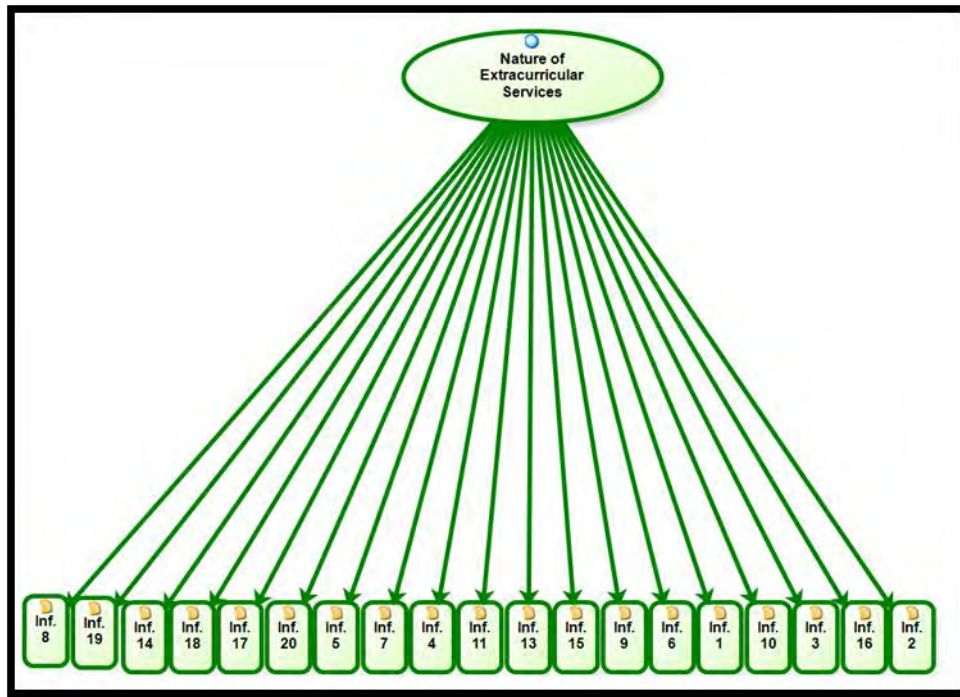 Nature of
Extracurricular
Services
Inf.
8
Inf.
19
Inf.
14
Inf.
18
Inf.
17
Inf.
20
Inf.
5
Inf.
7
Inf.
4
Inf.
11
Inf.
13
Inf.
15
Inf.
9
Inf.
6
Inf.
1
Inf.
10
Inf.
3
Inf.
16
Inf.
2